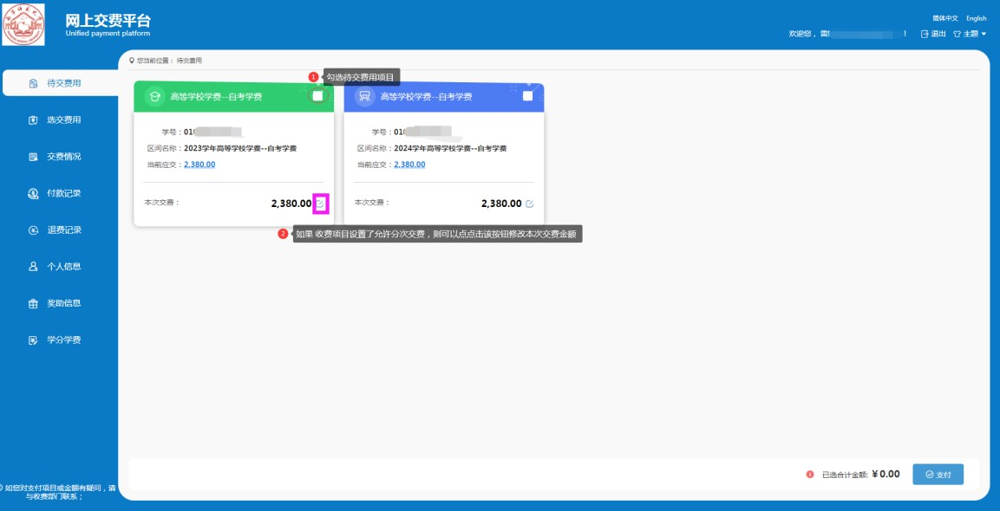 网上交费平台
Unified payment platform
简体中文 English
欢迎您，雷 ！ 退出 主题
待交费用
选交费用
交费情况
付款记录
退费记录
个人信息
奖助信息
学分学费
如您对支付项目或金额有疑问，请
与收费部门联系；
您当前位置： 待交费用
1 勾选待交费用项目
高等学校学费--自考学费
学号：01
区间名称：2023学年高等学校学费--自考学费
当前应交：2,380.00
本次交费： 2,380.00
高等学校学费--自考学费
学号：01
区间名称：2024学年高等学校学费--自考学费
当前应交：2,380.00
本次交费： 2,380.00
2 如果 收费项目设置了允许分次交费，则可以点点击该按钮修改本次交费金额
已选合计金额: ￥0.00 支付